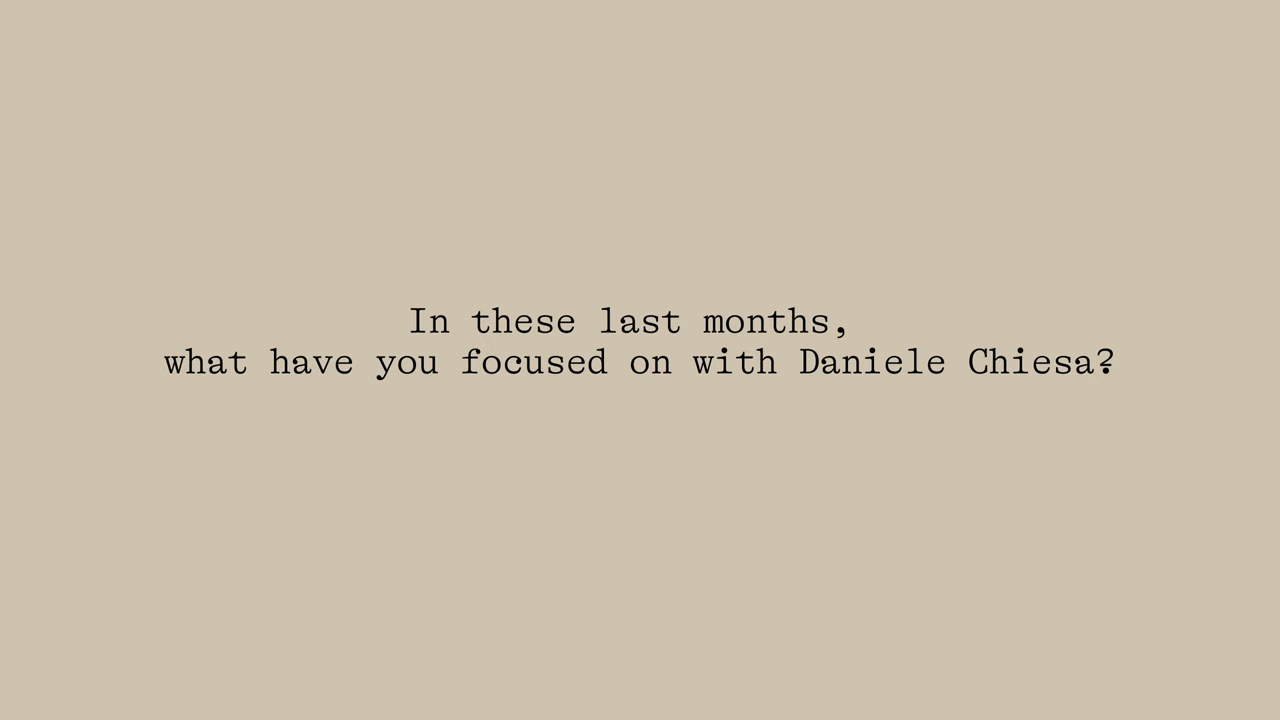 In these last months,
what have you focused on with Daniele Chiesa?